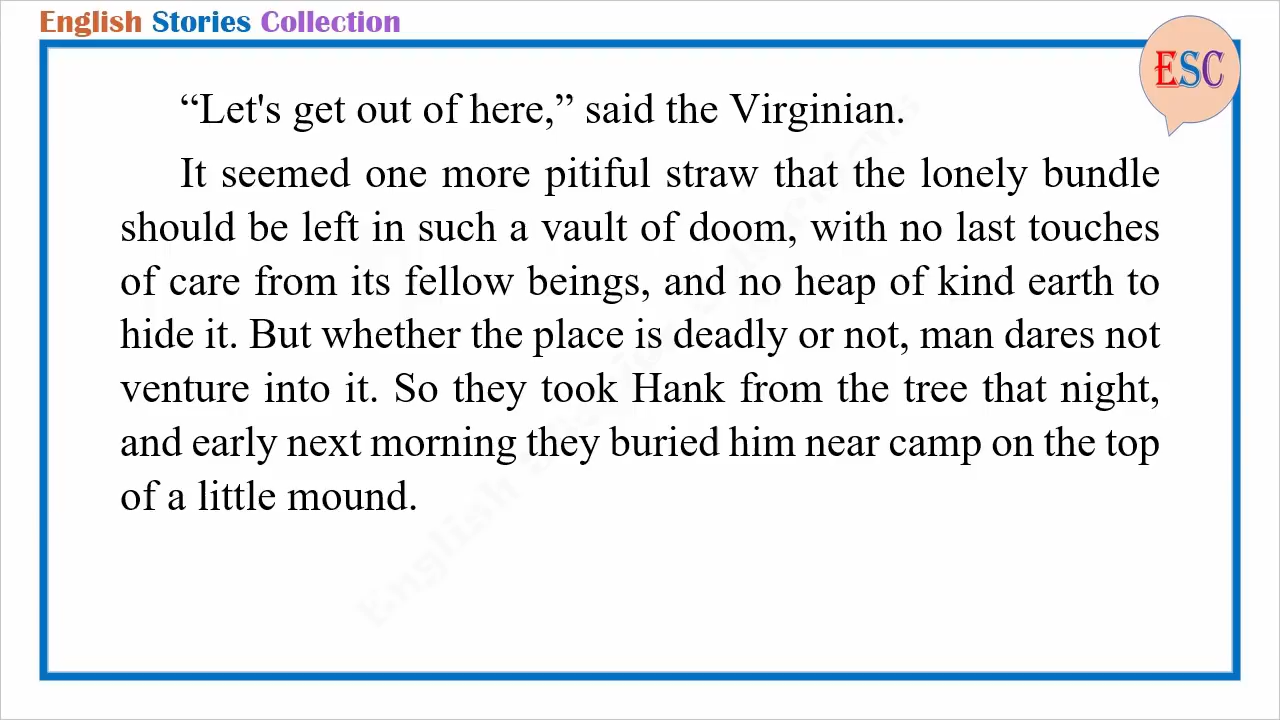 English Stories Collection
ESC
“Let's get out of here,” said the Virginian.
It seemed one more pitiful straw that the lonely bundle
should be left in such a vault of doom, with no last touches
of care from its fellow beings, and no heap of kind earth to
hide it. But whether the place is deadly or not, man dares not
venture into it. So they took Hank from the tree that night,
and early next morning they buried him near camp on the top
of a little mound.